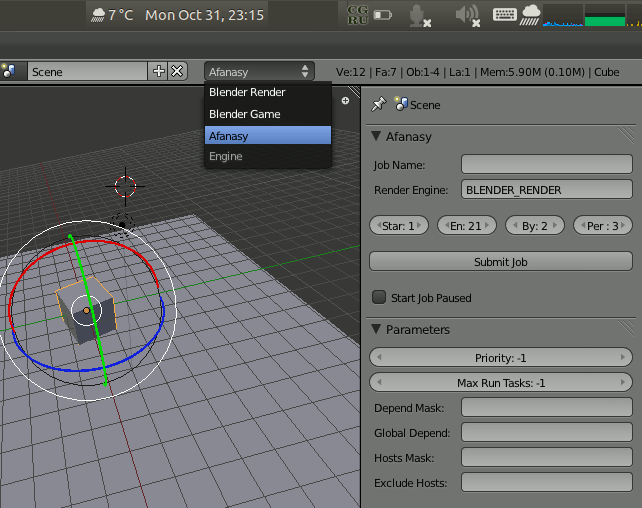 7 °C Mon Oct 31, 23:15 CG RU
Scene Afanasy Ve:12 | Fa:7 | Ob:1-4 | La:1 | Mem:5.90M (0.10M) | Cube
Blender Render
Blender Game
Afanasy
Engine
Scene
Afanasy
Job Name:
Render Engine: BLENDER_RENDER
Star: 1 En: 21 By: 2 Per : 3
Submit Job
Start Job Paused
Parameters
Priority: -1
Max Run Tasks: -1
Depend Mask:
Global Depend:
Hosts Mask:
Exclude Hosts: